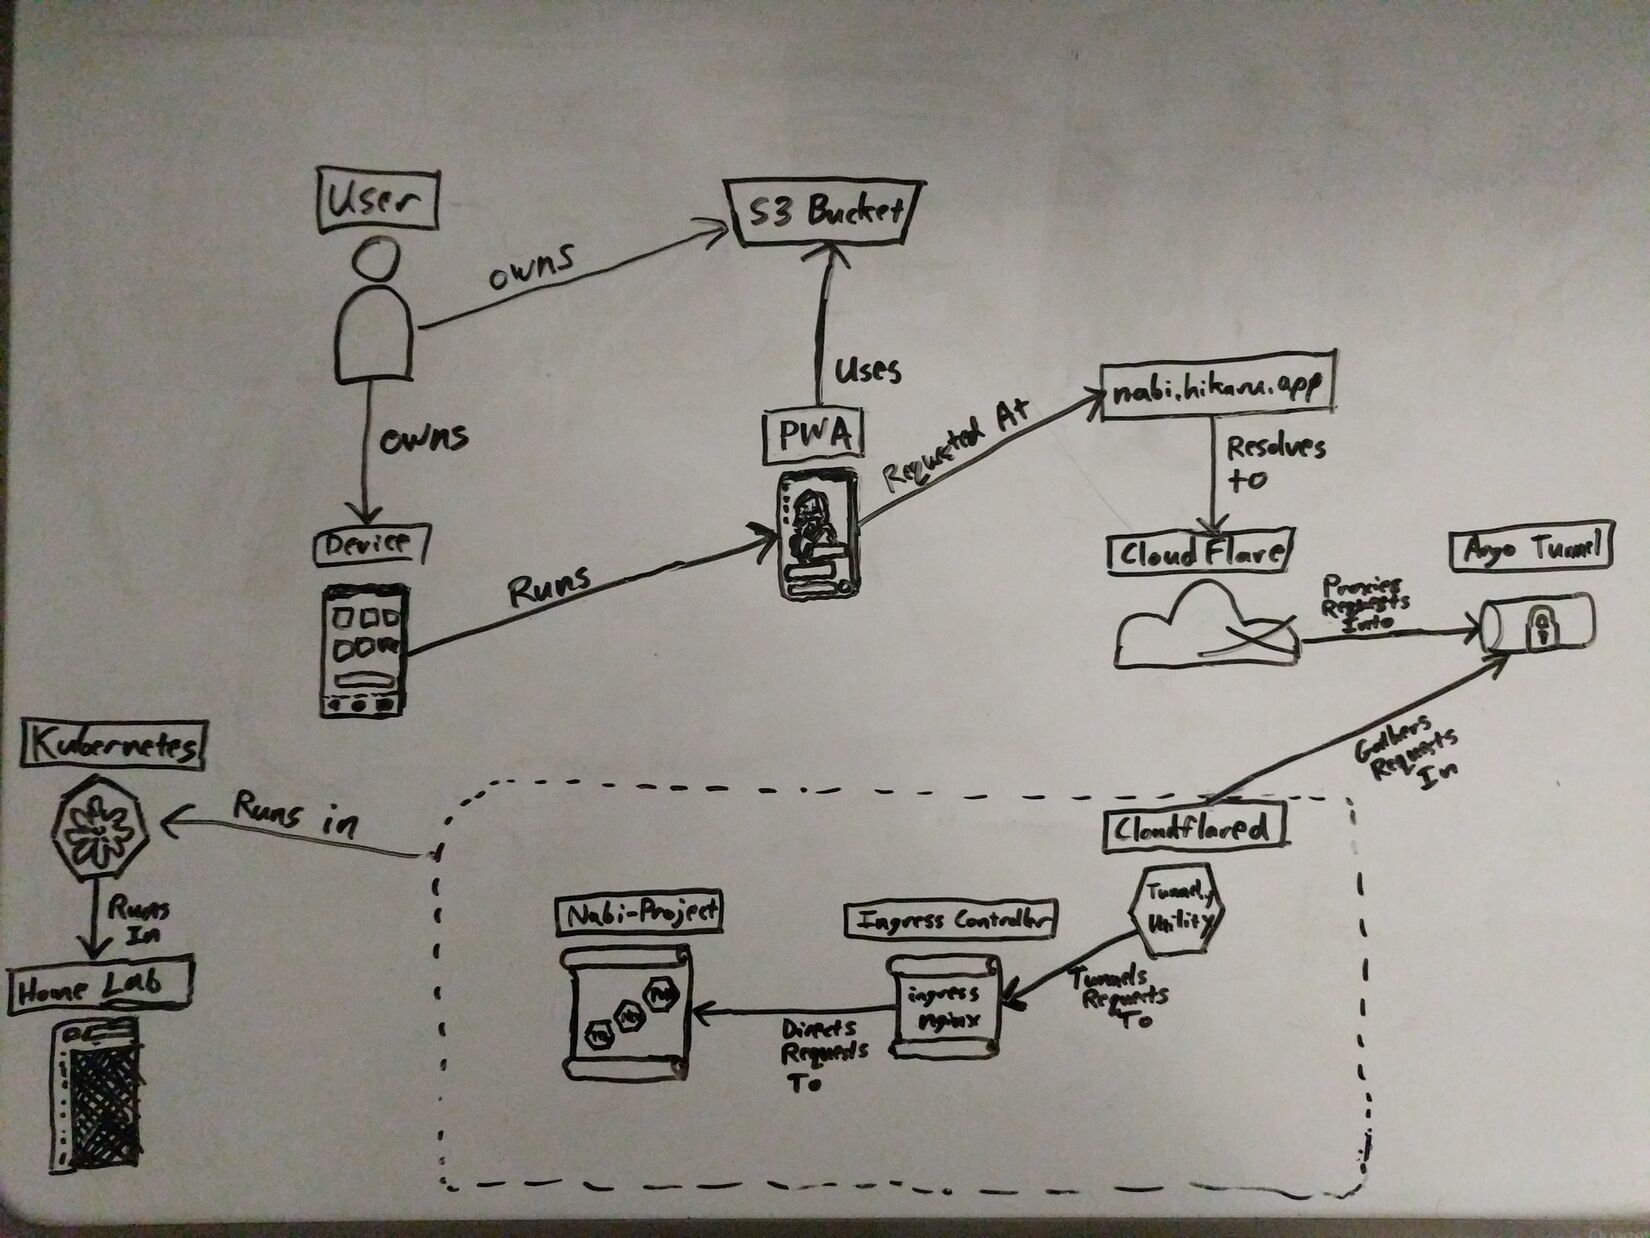 User
S3 Bucket
owns
owns
Uses
nabi.hikaru.app
PWA
Requested At
Resolves
to
Device
Cloud Flare
Argo Tunnel
Runs
Proxies
Requests
Into
Gathers
Requests
In
Kubernetes
Runs in
Cloudflared
Tunnel
Utility
Runs
In
Nabi-Project
Ingress Controller
Home Lab
ingress
nginx
Tunnels
Requests
To
Directs
Requests
To